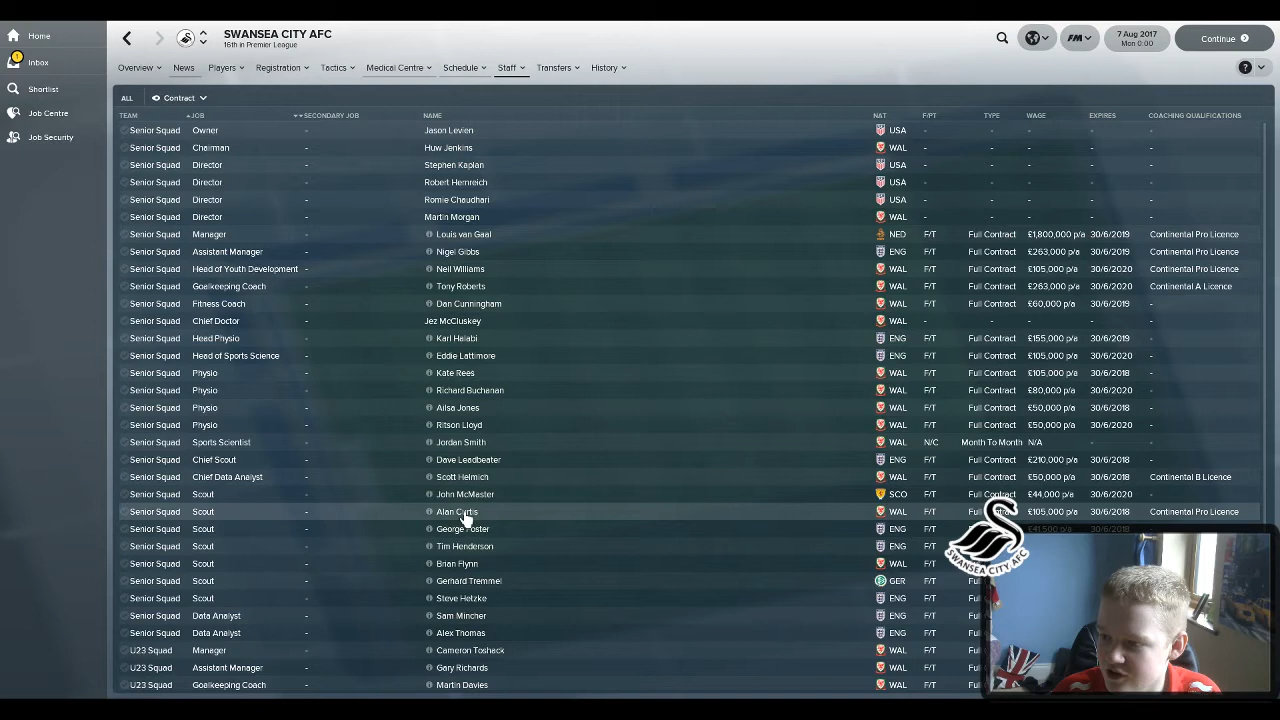 Home
Inbox
1
Shortlist
Job Centre
Job Security
SWANSEA CITY AFC
16th in Premier League
FM
7 Aug 2017
Mon 0:00
Continue
Overview News Players Registration Tactics Medical Centre Schedule Staff Transfers History
?
ALL Contract
TEAM JOB SECONDARY JOB NAME NAT F/PT TYPE WAGE EXPIRES COACHING QUALIFICATIONS
Senior Squad Owner - Jason Levien USA - - - - -
Senior Squad Chairman - Huw Jenkins WAL - - - - -
Senior Squad Director - Stephen Kaplan USA - - - - -
Senior Squad Director - Robert Hernreich USA - - - - -
Senior Squad Director - Romie Chaudhari USA - - - - -
Senior Squad Director - Martin Morgan WAL - - - - -
Senior Squad Manager - Louis van Gaal NED F/T Full Contract £1,800,000 p/a 30/6/2019 Continental Pro Licence
Senior Squad Assistant Manager - Nigel Gibbs ENG F/T Full Contract £263,000 p/a 30/6/2019 Continental Pro Licence
Senior Squad Head of Youth Development - Neil Williams WAL F/T Full Contract £105,000 p/a 30/6/2020 Continental Pro Licence
Senior Squad Goalkeeping Coach - Tony Roberts WAL F/T Full Contract £263,000 p/a 30/6/2020 Continental A Licence
Senior Squad Fitness Coach - Dan Cunningham WAL F/T Full Contract £60,000 p/a 30/6/2019 -
Senior Squad Chief Doctor - Jez McCluskey WAL - - - - -
Senior Squad Head Physio - Karl Halabi ENG F/T Full Contract £155,000 p/a 30/6/2019 -
Senior Squad Head of Sports Science - Eddie Lattimore ENG F/T Full Contract £105,000 p/a 30/6/2020 -
Senior Squad Physio - Kate Rees WAL F/T Full Contract £105,000 p/a 30/6/2018 -
Senior Squad Physio - Richard Buchanan WAL F/T Full Contract £80,000 p/a 30/6/2020 -
Senior Squad Physio - Ailsa Jones WAL F/T Full Contract £50,000 p/a 30/6/2018 -
Senior Squad Physio - Ritson Lloyd WAL F/T Full Contract £50,000 p/a 30/6/2020 -
Senior Squad Sports Scientist - Jordan Smith WAL N/C Month To Month N/A - -
Senior Squad Chief Scout - Dave Leadbeater ENG F/T Full Contract £210,000 p/a 30/6/2018 -
Senior Squad Chief Data Analyst - Scott Helmich WAL F/T Full Contract £50,000 p/a 30/6/2018 Continental B Licence
Senior Squad Scout - John McMaster SCO F/T Full Contract £44,000 p/a 30/6/2020 -
Senior Squad Scout - Alan Curtis WAL F/T Full £105,000 p/a 30/6/2018 Continental Pro Licence
Senior Squad Scout - George Foster ENG F/T Full £41,500 p/a 30/6/2018 -
Senior Squad Scout - Tim Henderson ENG F/T
Senior Squad Scout - Brian Flynn WAL F/T
Senior Squad Scout - Gerhard Tremmel GER F/T
Senior Squad Scout - Steve Hetzke ENG F/T
Senior Squad Data Analyst - Sam Mincher ENG F/T
Senior Squad Data Analyst - Alex Thomas ENG F/T
U23 Squad Manager - Cameron Toshack WAL F/T
U23 Squad Assistant Manager - Gary Richards WAL F/T
U23 Squad Goalkeeping Coach - Martin Davies WAL F/T
SWANSEA CITY AFC